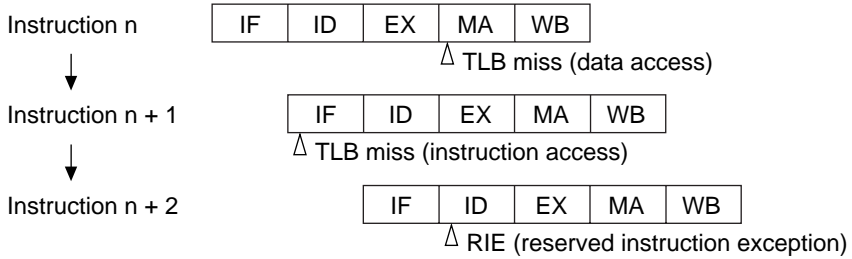 Instruction n IF ID EX MA WB
TLB miss (data access)
Instruction n + 1 IF ID EX MA WB
TLB miss (instruction access)
Instruction n + 2 IF ID EX MA WB
RIE (reserved instruction exception)